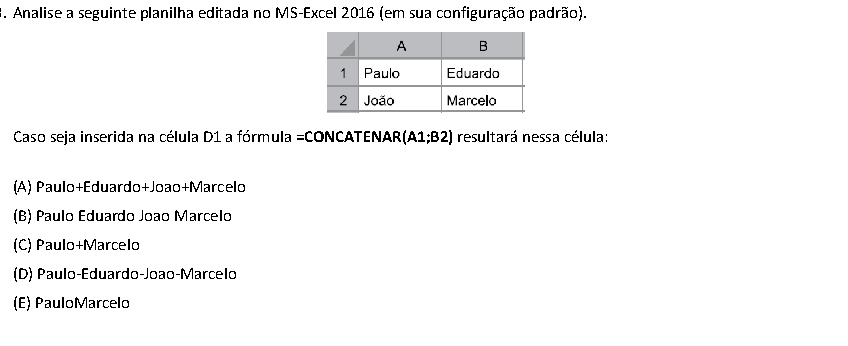 . Analise a seguinte planilha editada no MS-Excel 2016 (em sua configuração padrão).
A B
1 Paulo Eduardo
2 João Marcelo
Caso seja inserida na célula D1 a fórmula =CONCATENAR(A1;B2) resultará nessa célula:
(A) Paulo+Eduardo+Joao+Marcelo
(B) Paulo Eduardo Joao Marcelo
(C) Paulo+Marcelo
(D) Paulo-Eduardo-Joao-Marcelo
(E) PauloMarcelo